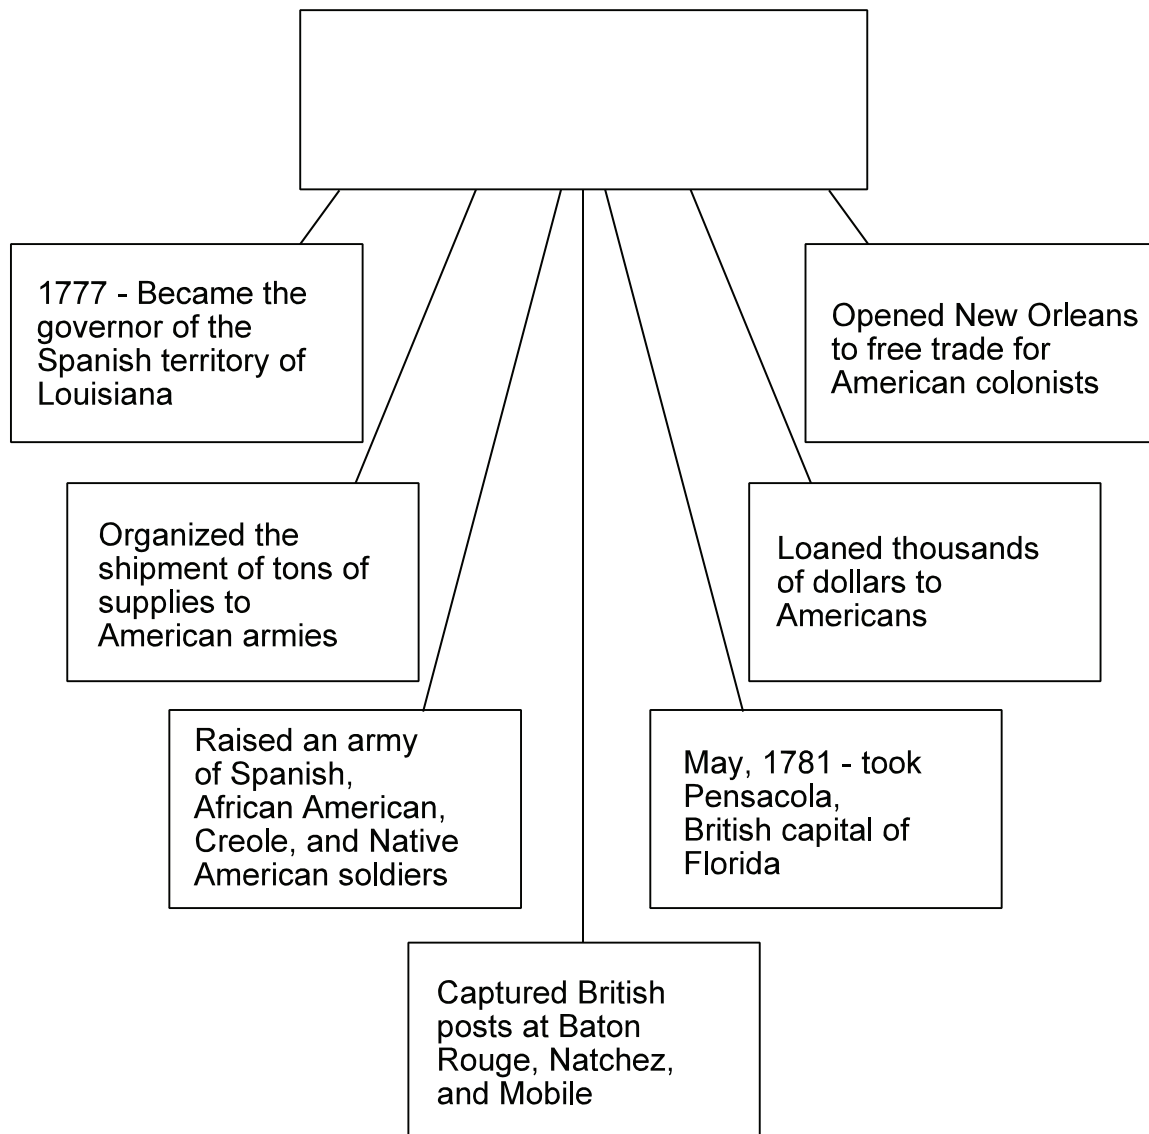 1777 - Became the
governor of the
Spanish territory of
Louisiana
Opened New Orleans
to free trade for
American colonists
Organized the
shipment of tons of
supplies to
American armies
Loaned thousands
of dollars to
Americans
Raised an army
of Spanish,
African American,
Creole, and Native
American soldiers
May, 1781 - took
Pensacola,
British capital of
Florida
Captured British
posts at Baton
Rouge, Natchez,
and Mobile